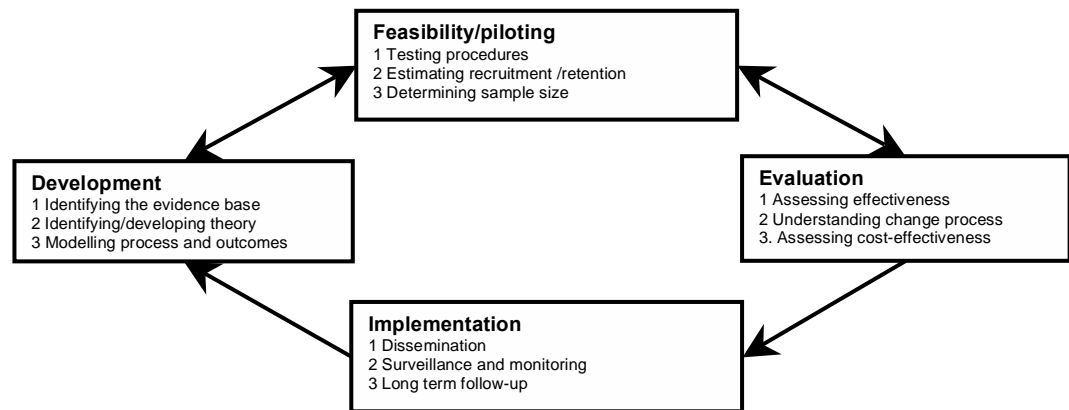 Feasibility/piloting
1 Testing procedures
2 Estimating recruitment /retention
3 Determining sample size
Development
1 Identifying the evidence base
2 Identifying/developing theory
3 Modelling process and outcomes
Evaluation
1 Assessing effectiveness
2 Understanding change process
3. Assessing cost-effectiveness
Implementation
1 Dissemination
2 Surveillance and monitoring
3 Long term follow-up